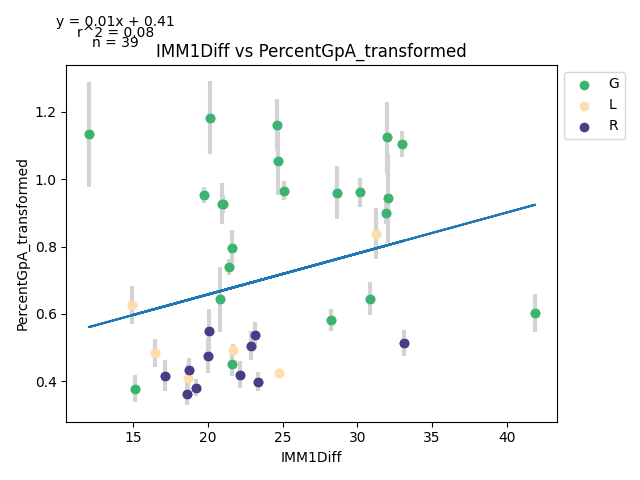 y = 0.01x + 0.41
r^2 = 0.08
n = 39
IMM1Diff vs PercentGpA_transformed
G
L
R
1.2
1.0
0.8
0.6
0.4
PercentGpA_transformed
15 20 25 30 35 40
IMM1Diff